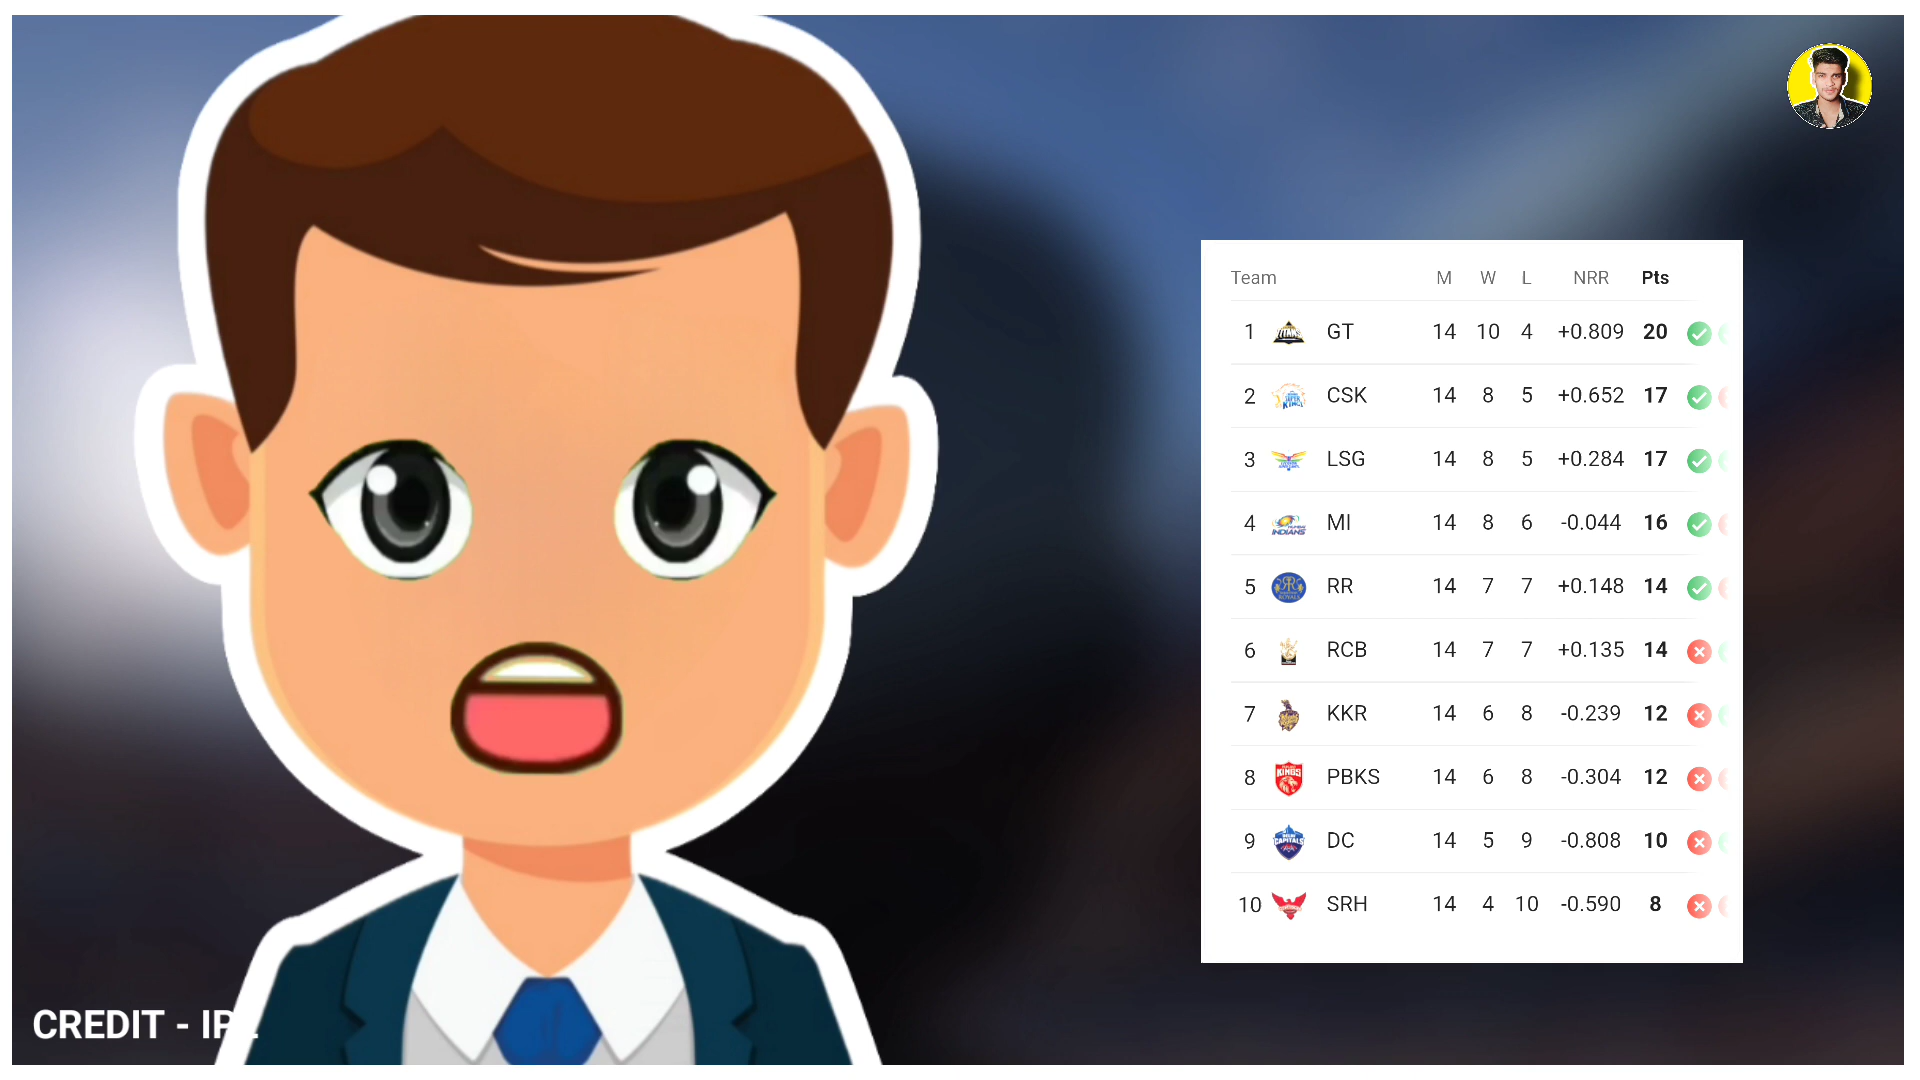 Team M W L NRR Pts
1 GT 14 10 4 +0.809 20
2 CSK 14 8 5 +0.652 17
3 LSG 14 8 5 +0.284 17
4 MI 14 8 6 -0.044 16
5 RR 14 7 7 +0.148 14
6 RCB 14 7 7 +0.135 14
7 KKR 14 6 8 -0.239 12
8 PBKS 14 6 8 -0.304 12
9 DC 14 5 9 -0.808 10
10 SRH 14 4 10 -0.590 8
CREDIT - IPL